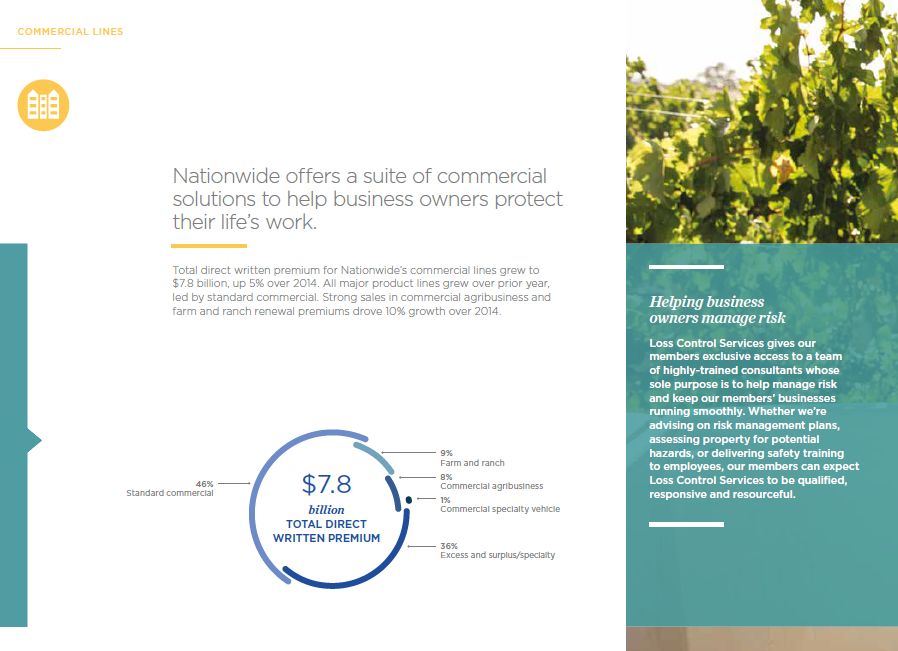 COMMERCIAL LINES
Nationwide offers a suite of commercial
solutions to help business owners protect
their life's work.
Total direct written premium for Nationwide's commercial lines grew to
$7.8 billion, up 5% over 2014. All major product lines grew over prior year,
led by standard commercial. Strong sales in commercial agribusiness and
farm and ranch renewal premiums drove 10% growth over 2014.
46%
Standard commercial
$7.8
billion
TOTAL DIRECT
WRITTEN PREMIUM
9%
Farm and ranch
8%
Commercial agribusiness
1%
Commercial specialty vehicle
36%
Excess and surplus/specialty
Helping business
owners manage risk
Loss Control Services gives our
members exclusive access to a team
of highly-trained consultants whose
sole purpose is to help manage risk
and keep our members' businesses
running smoothly. Whether we're
advising on risk management plans,
assessing property for potential
hazards, or delivering safety training
to employees, our members can expect
Loss Control Services to be qualified,
responsive and resourceful.